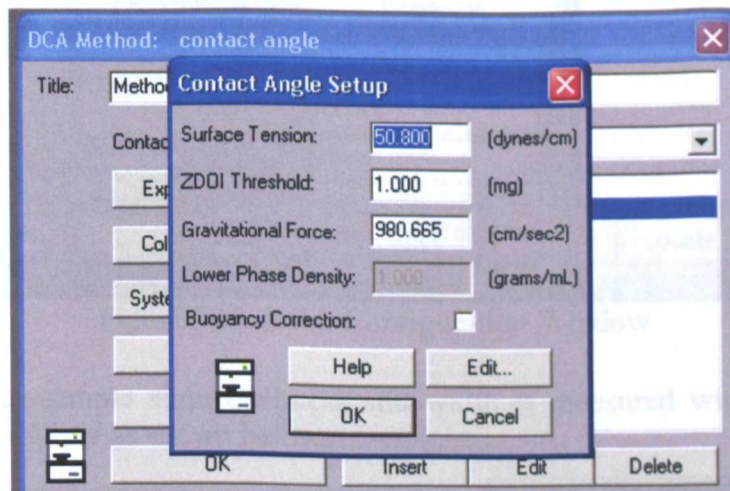 DCA Method: contact angle
Title: Metho
Contact Angle Setup
Contac
Surface Tension: 50.800 (dynes/cm)
Exp
ZDOI Threshold: 1.000 (mg)
Gravitational Force: 980.665 (cm/sec2)
Col
Lower Phase Density: 1.000 (grams/mL)
Syste
Buoyancy Correction:
Help Edit...
OK Cancel
OK Insert Edit Delete